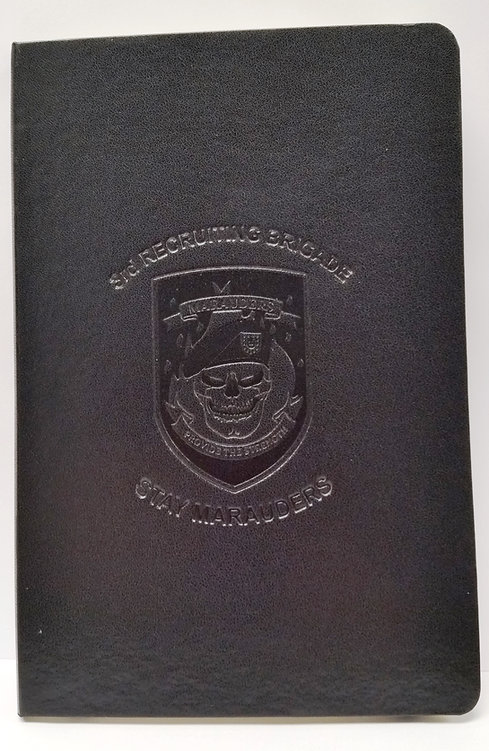 3rd RECRUITING BRIGADE
MARAUDERS
PROVIDE THE STRENGTH
STAY MARAUDERS